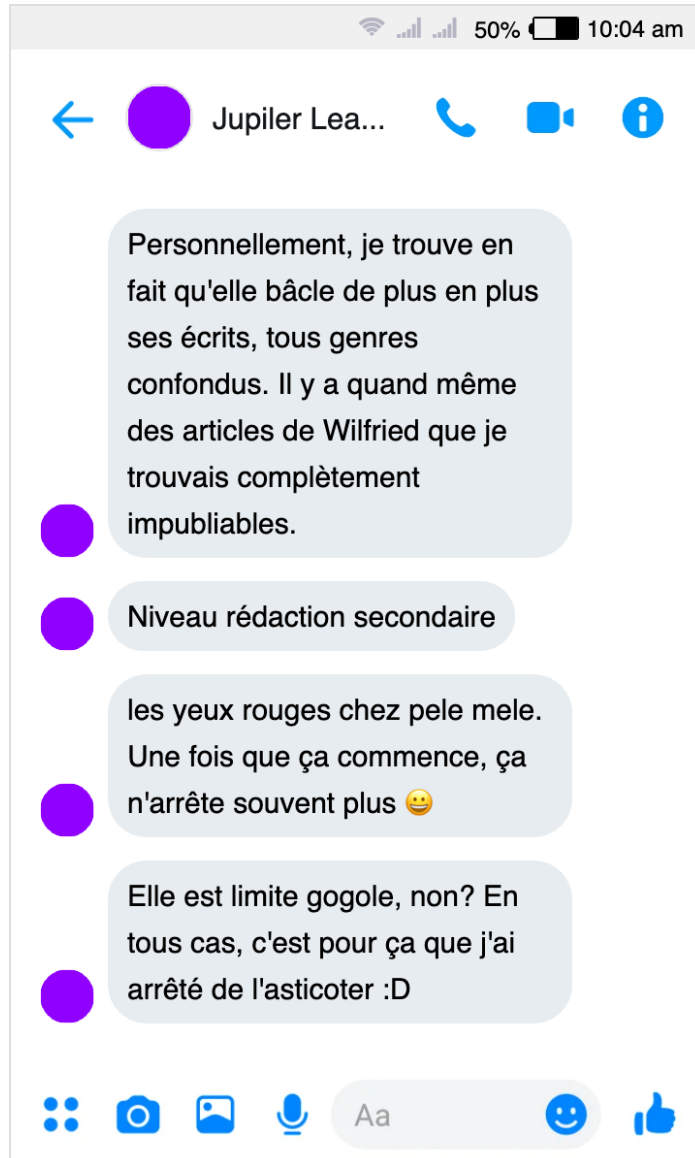 50% 10:04 am
Jupiler Lea...
Personnellement, je trouve en
fait qu'elle bâcle de plus en plus
ses écrits, tous genres
confondus. Il y a quand même
des articles de Wilfried que je
trouvais complètement
impubliables.
Niveau rédaction secondaire
les yeux rouges chez pele mele.
Une fois que ça commence, ça
n'arrête souvent plus 😀
Elle est limite gogole, non? En
tous cas, c'est pour ça que j'ai
arrêté de l'asticoter :D
Aa